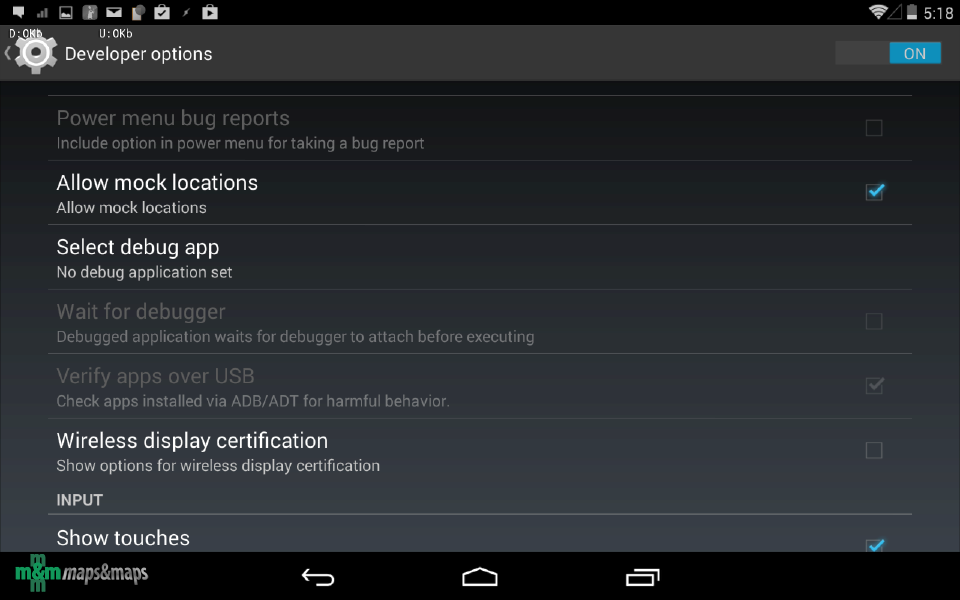 5:18
D:0Kb U:0Kb
Developer options
ON
Power menu bug reports
Include option in power menu for taking a bug report
Allow mock locations
Allow mock locations
Select debug app
No debug application set
Wait for debugger
Debugged application waits for debugger to attach before executing
Verify apps over USB
Check apps installed via ADB/ADT for harmful behavior.
Wireless display certification
Show options for wireless display certification
INPUT
Show touches
m&m maps&maps